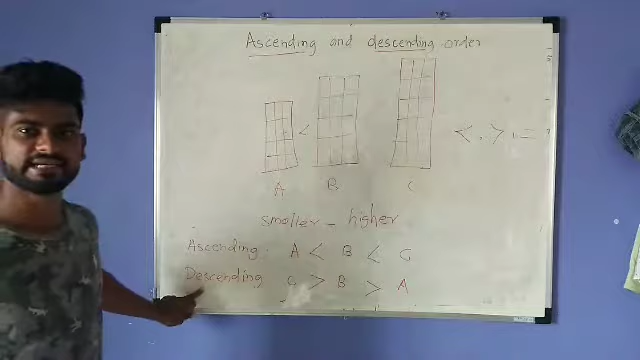 Ascending and descending order
<
< , > , =
A B C
smaller - higher
Ascending : A < B < C
Descending C > B > A